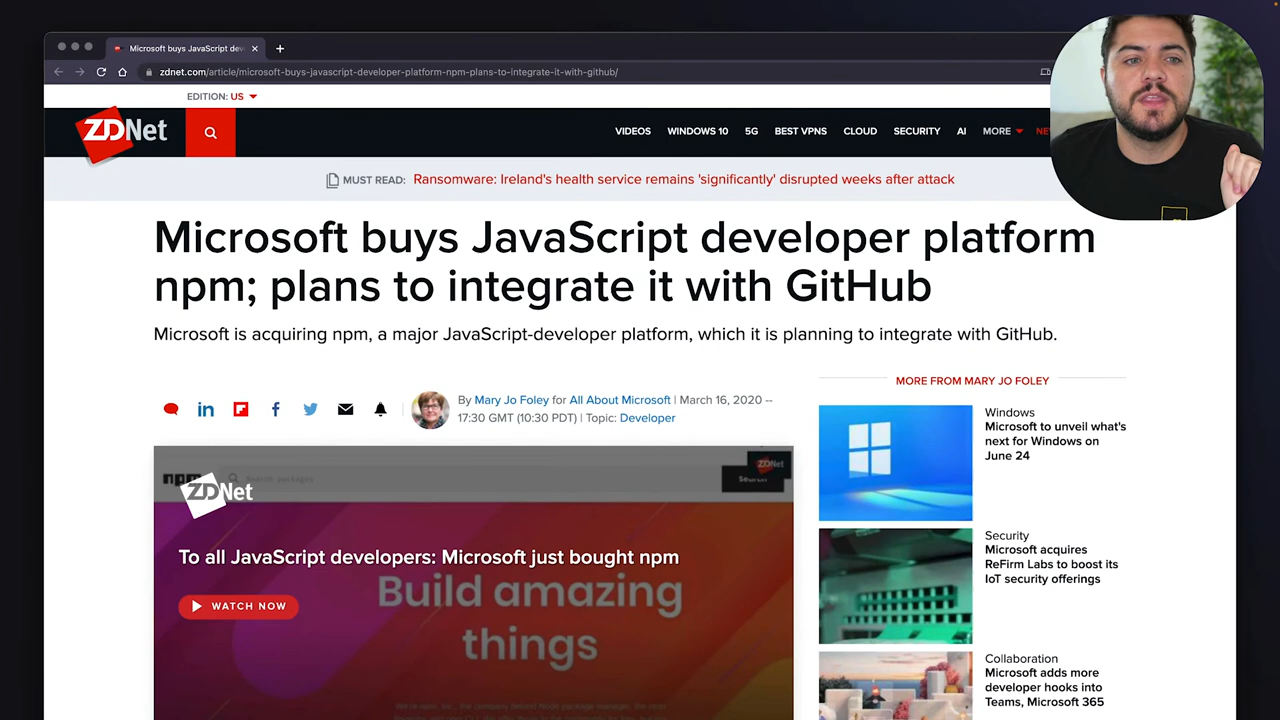 Microsoft buys JavaScript dev
zdnet.com/article/microsoft-buys-javascript-developer-platform-npm-plans-to-integrate-it-with-github/
EDITION: US
ZDNet
VIDEOS WINDOWS 10 5G BEST VPNS CLOUD SECURITY AI MORE
MUST READ: Ransomware: Ireland's health service remains 'significantly' disrupted weeks after attack
Microsoft buys JavaScript developer platform
npm; plans to integrate it with GitHub
Microsoft is acquiring npm, a major JavaScript-developer platform, which it is planning to integrate with GitHub.
By Mary Jo Foley for All About Microsoft | March 16, 2020 --
17:30 GMT (10:30 PDT) | Topic: Developer
npm Search packages
Search
ZDNet
ZDNet
To all JavaScript developers: Microsoft just bought npm
WATCH NOW
Build amazing
things
MORE FROM MARY JO FOLEY
Windows
Microsoft to unveil what's
next for Windows on
June 24
Security
Microsoft acquires
ReFirm Labs to boost its
IoT security offerings
Collaboration
Microsoft adds more
developer hooks into
Teams, Microsoft 365